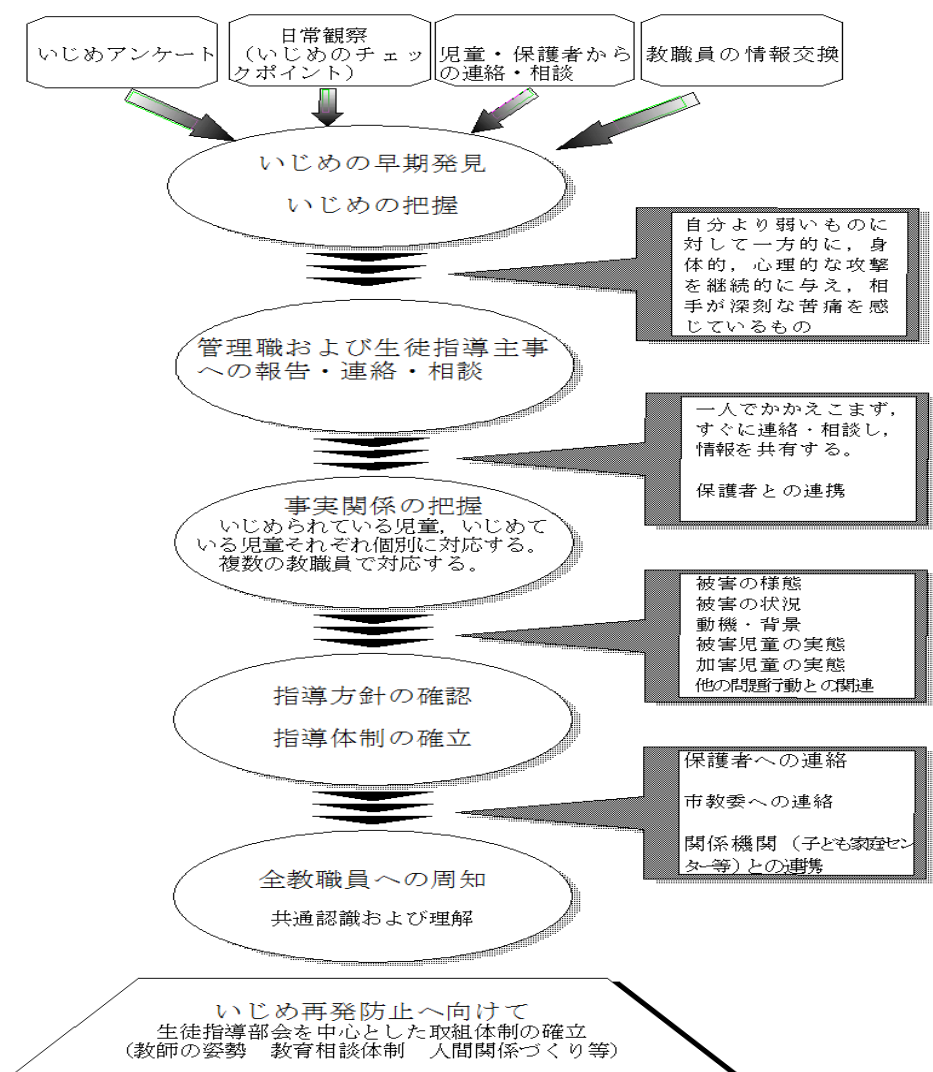 いじめアンケート
日常観察
（いじめのチェッ
クポイント）
児童・保護者から
の連絡・相談
教職員の情報交換
いじめの早期発見
いじめの把握
自分より弱いものに
対して一方的に，身
体的，心理的な攻撃
を継続的に与え，相
手が深刻な苦痛を感
じているもの
管理職および生徒指導主事
への報告・連絡・相談
一人でかかえこまず，
すぐに連絡・相談し，
情報を共有する。
保護者との連携
事実関係の把握
いじめられている児童，いじめて
いる児童それぞれ個別に対応する。
複数の教職員で対応する。
被害の様態
被害の状況
動機・背景
被害児童の実態
加害児童の実態
他の問題行動との関連
指導方針の確認
指導体制の確立
保護者への連絡
市教委への連絡
関係機関（子ども家庭セン
ター等）との連携
全教職員への周知
共通認識および理解
いじめ再発防止へ向けて
生徒指導部会を中心とした取組体制の確立
（教師の姿勢　教育相談体制　人間関係づくり等）